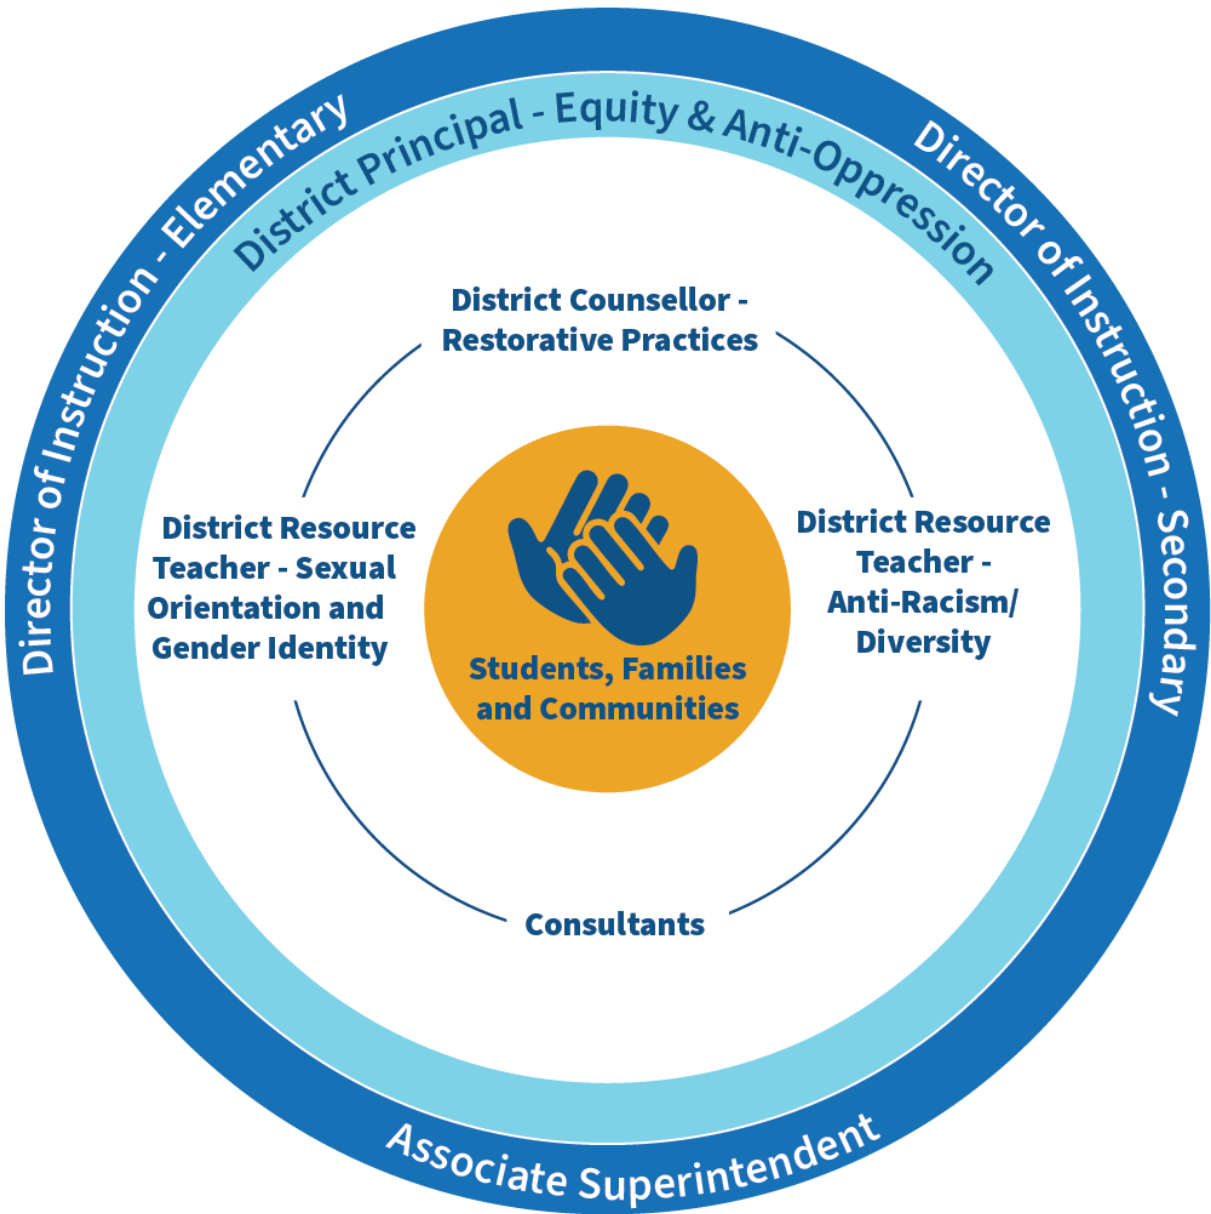 Director of Instruction - Elementary
Director of Instruction - Secondary
District Principal - Equity & Anti-Oppression
District Counsellor -
Restorative Practices
District Resource
Teacher - Sexual
Orientation and
Gender Identity
District Resource
Teacher -
Anti-Racism/
Diversity
Students, Families
and Communities
Consultants
Associate Superintendent